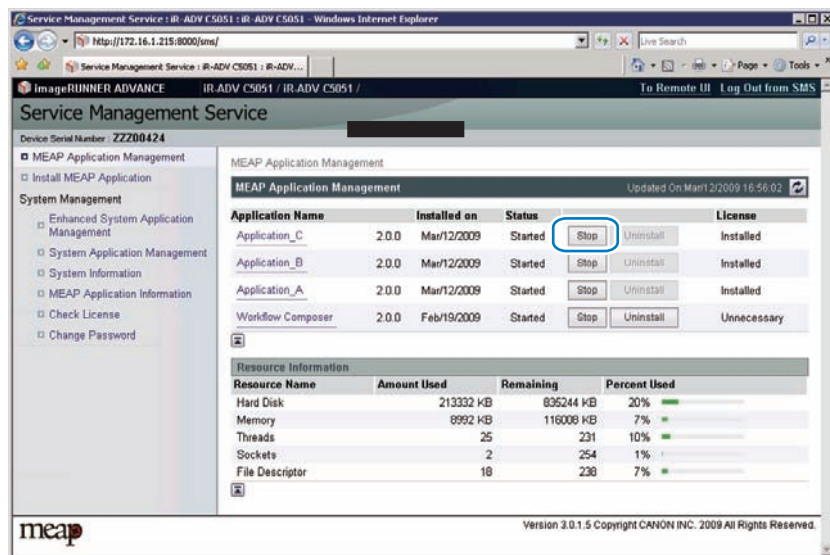 Service Management Service : iR-ADV C5051 : iR-ADV C5051 - Windows Internet Explorer
http://172.16.1.215:8000/sms/
Live Search
Service Management Service : iR-ADV C5051 : iR-ADV...
Page Tools
imageRUNNER ADVANCE iR-ADV C5051 / iR-ADV C5051 /
To Remote UI Log Out from SMS
Service Management Service
Device Serial Number : ZZZ00424
MEAP Application Management
Install MEAP Application
System Management
Enhanced System Application
Management
System Application Management
System Information
MEAP Application Information
Check License
Change Password
MEAP Application Management
MEAP Application Management Updated On:Mar/12/2009 16:56:02
Application Name Installed on Status License
Application_C 2.0.0 Mar/12/2009 Started Stop Uninstall Installed
Application_B 2.0.0 Mar/12/2009 Started Stop Uninstall Installed
Application_A 2.0.0 Mar/12/2009 Started Stop Uninstall Installed
Workflow Composer 2.0.0 Feb/19/2009 Started Stop Uninstall Unnecessary
Resource Information
Resource Name Amount Used Remaining Percent Used
Hard Disk 213332 KB 835244 KB 20%
Memory 8992 KB 116008 KB 7%
Threads 25 231 10%
Sockets 2 254 1%
File Descriptor 18 238 7%
meap
Version 3.0.1.5 Copyright CANON INC. 2009 All Rights Reserved.